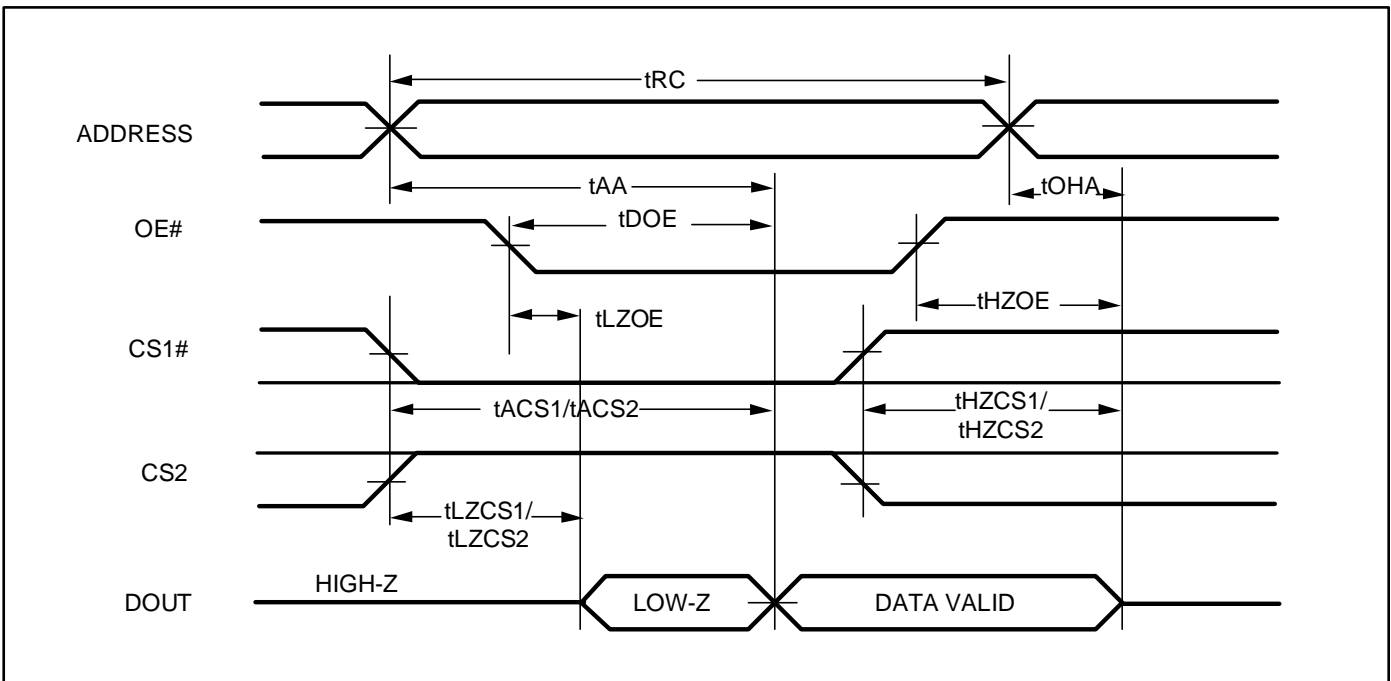 tRC
ADDRESS
tAA
tOHA
OE#
tDOE
tHZOE
tLZOE
CS1#
tACS1/tACS2
tHZCS1/
tHZCS2
CS2
tLZCS1/
tLZCS2
DOUT
HIGH-Z
LOW-Z
DATA VALID